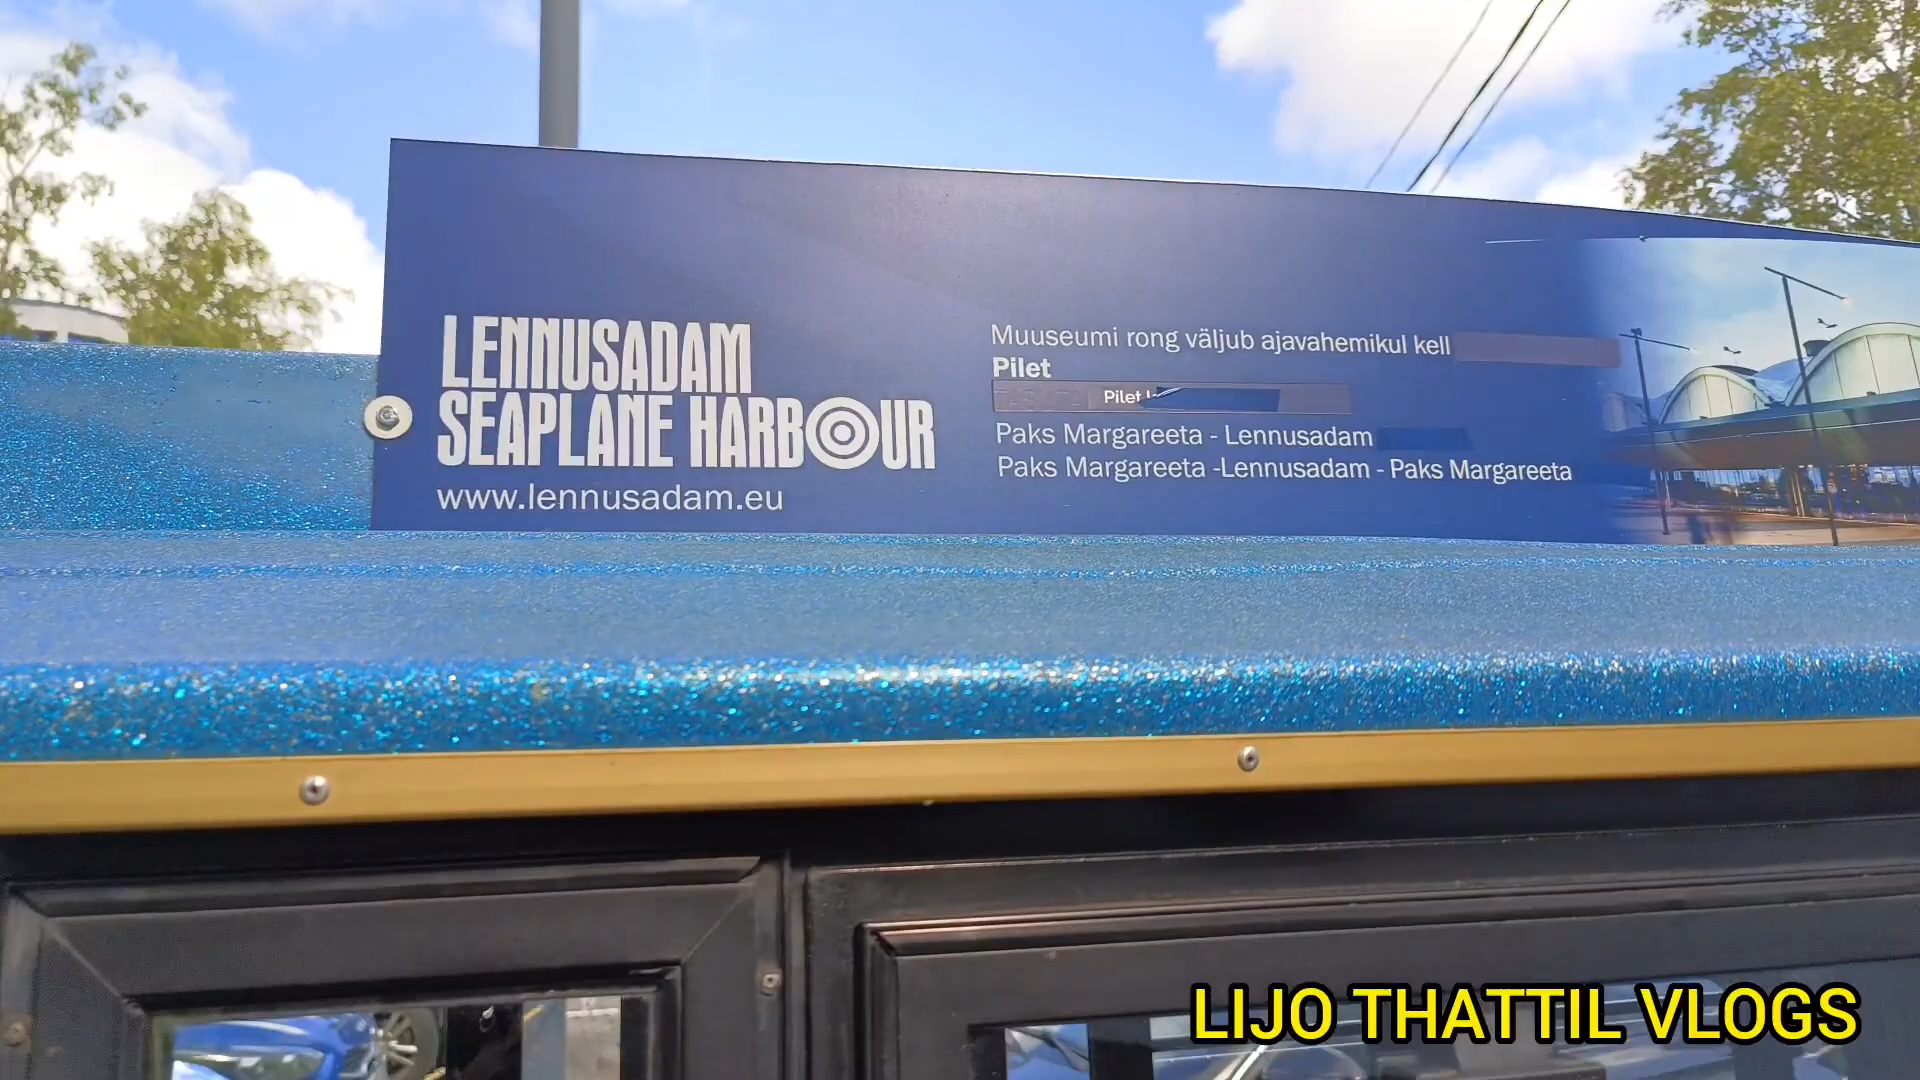 LENNUSADAM
SEAPLANE HARBOUR
www.lennusadam.eu
Muuseumi rong väljub ajavahemikul kell
Pilet
Pilet
Paks Margareeta - Lennusadam
Paks Margareeta -Lennusadam - Paks Margareeta
LIJO THATTIL VLOGS